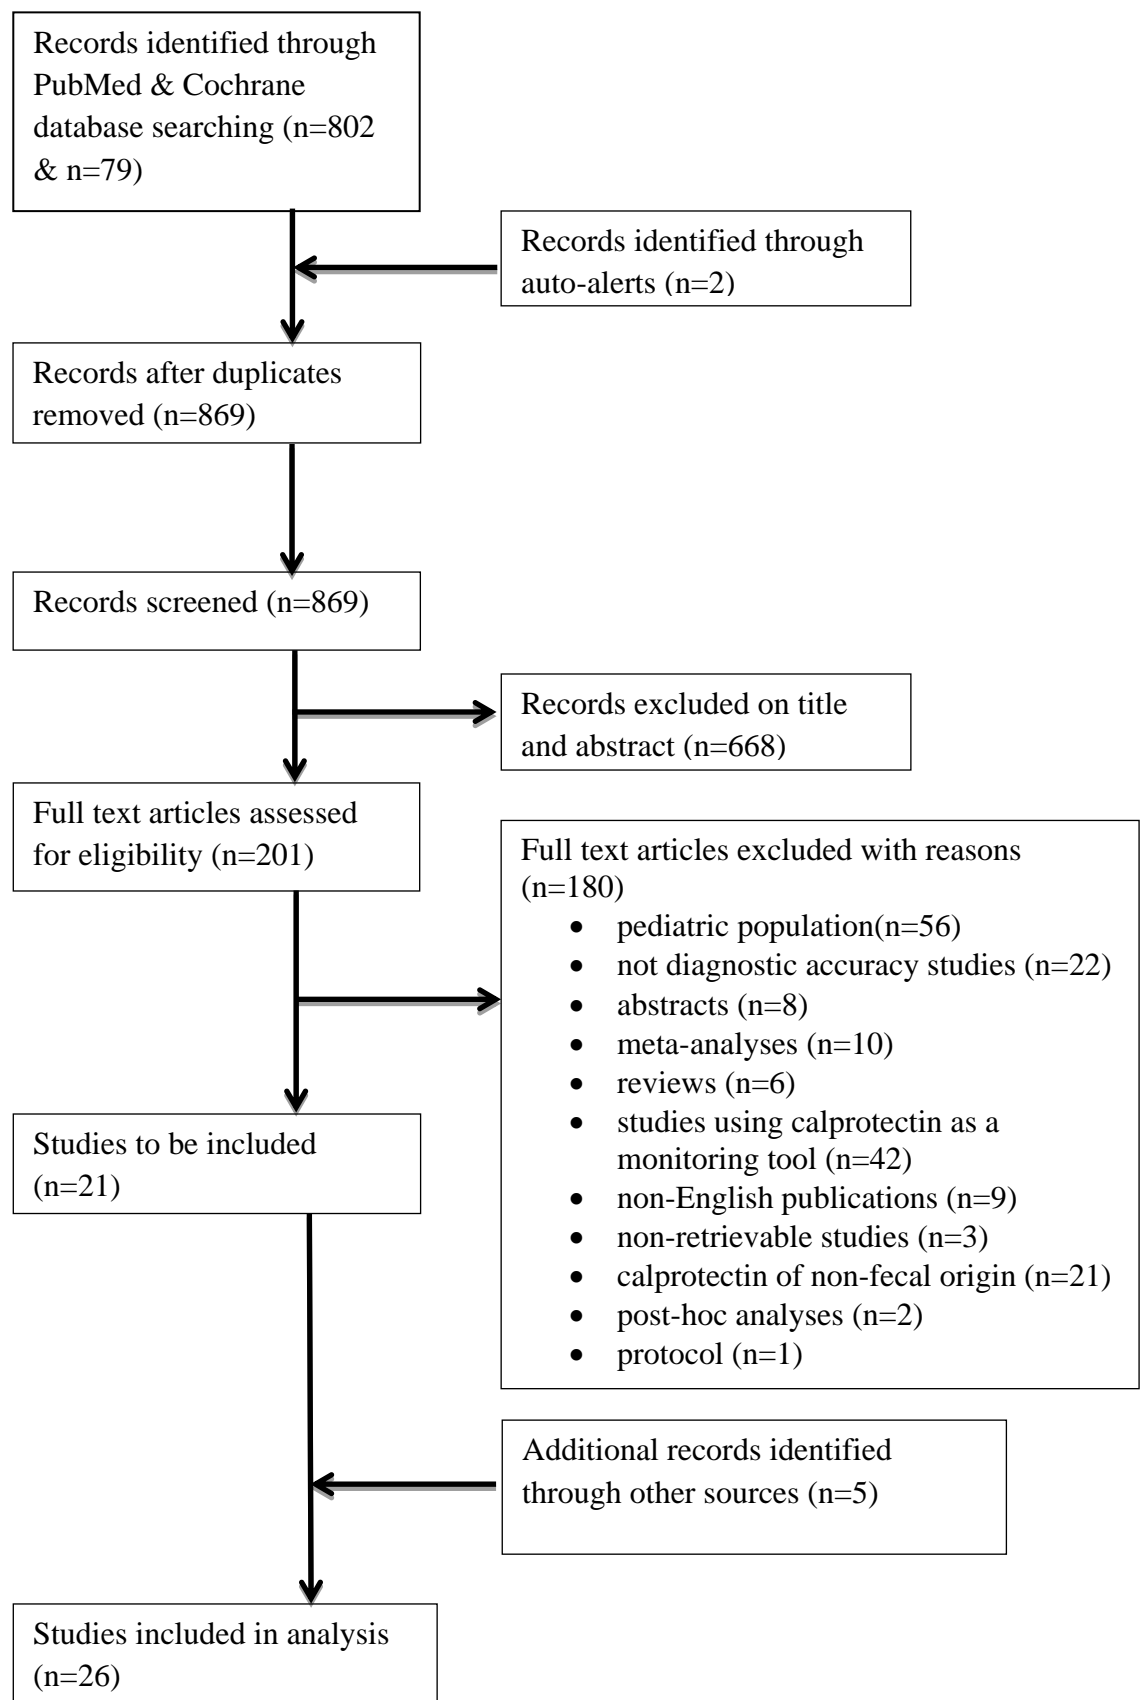 Records identified through
PubMed & Cochrane
database searching (n=802
& n=79)
Records identified through
auto-alerts (n=2)
Records after duplicates
removed (n=869)
Records screened (n=869)
Records excluded on title
and abstract (n=668)
Full text articles assessed
for eligibility (n=201)
Full text articles excluded with reasons
(n=180)
• pediatric population(n=56)
• not diagnostic accuracy studies (n=22)
• abstracts (n=8)
• meta-analyses (n=10)
• reviews (n=6)
• studies using calprotectin as a
monitoring tool (n=42)
• non-English publications (n=9)
• non-retrievable studies (n=3)
• calprotectin of non-fecal origin (n=21)
• post-hoc analyses (n=2)
• protocol (n=1)
Studies to be included
(n=21)
Additional records identified
through other sources (n=5)
Studies included in analysis
(n=26)